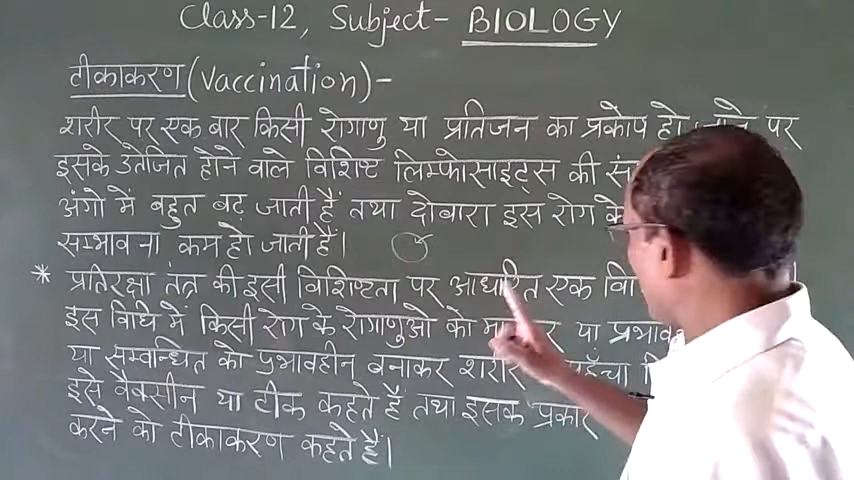 Class-12, Subject- BIOLOGY
टीकाकरण (Vaccination)-
शरीर पर एक बार किसी रोगाणु या प्रतिजन का प्रकोप हो जाने पर
इसके उतेजित होने वाले विशिष्ट लिम्फोसाइट्स की
अंगो में बहुत बढ़ जाती हैं तथा दोबारा इस रोग के
सम्भावना कम हो जाती हैं।
* प्रतिरक्षा तंत्र की इसी विशिष्टता पर आधारित एक
इस विधि में किसी रोग के रोगाणुओ को या
या सम्बन्धित को प्रभावहीन बनाकर शरीर पहुँचा
इसे वैक्सीन या टीक कहते हैं तथा इसक प्रकार
करने को टीकाकरण कहते हैं।